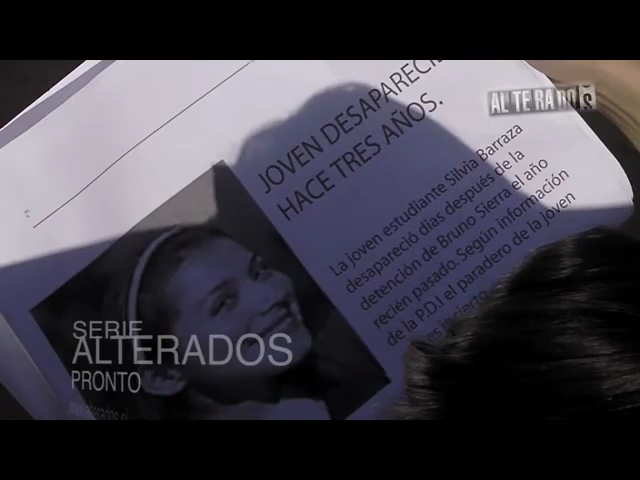 JOVEN DESAPARECI
HACE TRES AÑOS.
La joven estudiante Silvia Barraza
desapareció días después de la
detención de Bruno Sierra el año
recién pasado. Según información
de la P.D.I el paradero de la joven
ALTERADOS
SERIE
ALTERADOS
PRONTO